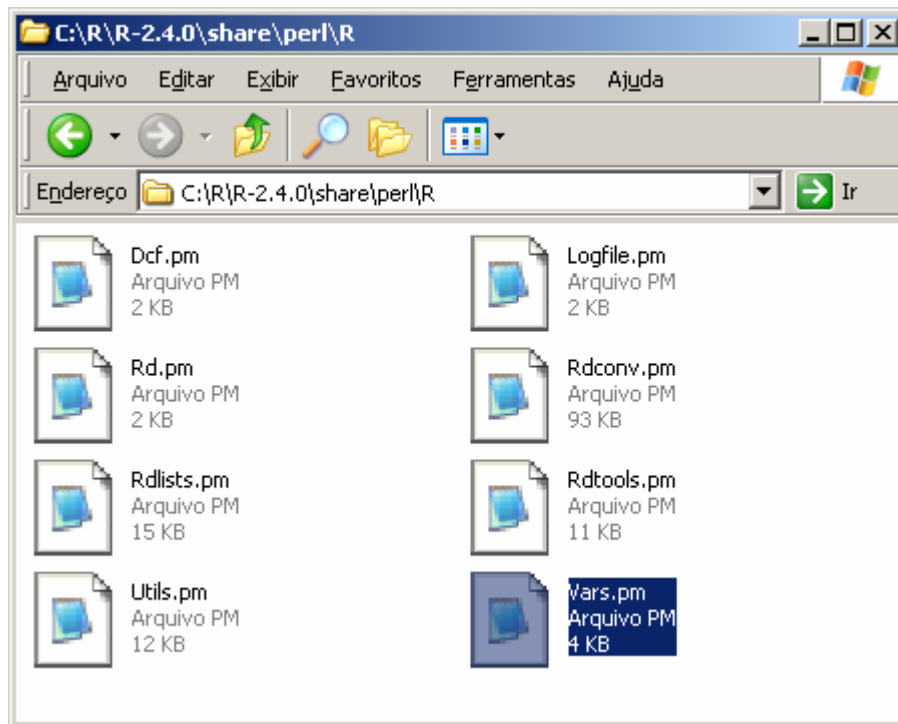 C:\R\R-2.4.0\share\perl\R
Arquivo Editar Exibir Favoritos Ferramentas Ajuda
Endereço C:\R\R-2.4.0\share\perl\R Ir
Dcf.pm
Arquivo PM
2 KB
Logfile.pm
Arquivo PM
2 KB
Rd.pm
Arquivo PM
2 KB
Rdconv.pm
Arquivo PM
93 KB
Rdlists.pm
Arquivo PM
15 KB
Rdtools.pm
Arquivo PM
11 KB
Utils.pm
Arquivo PM
12 KB
Vars.pm
Arquivo PM
4 KB